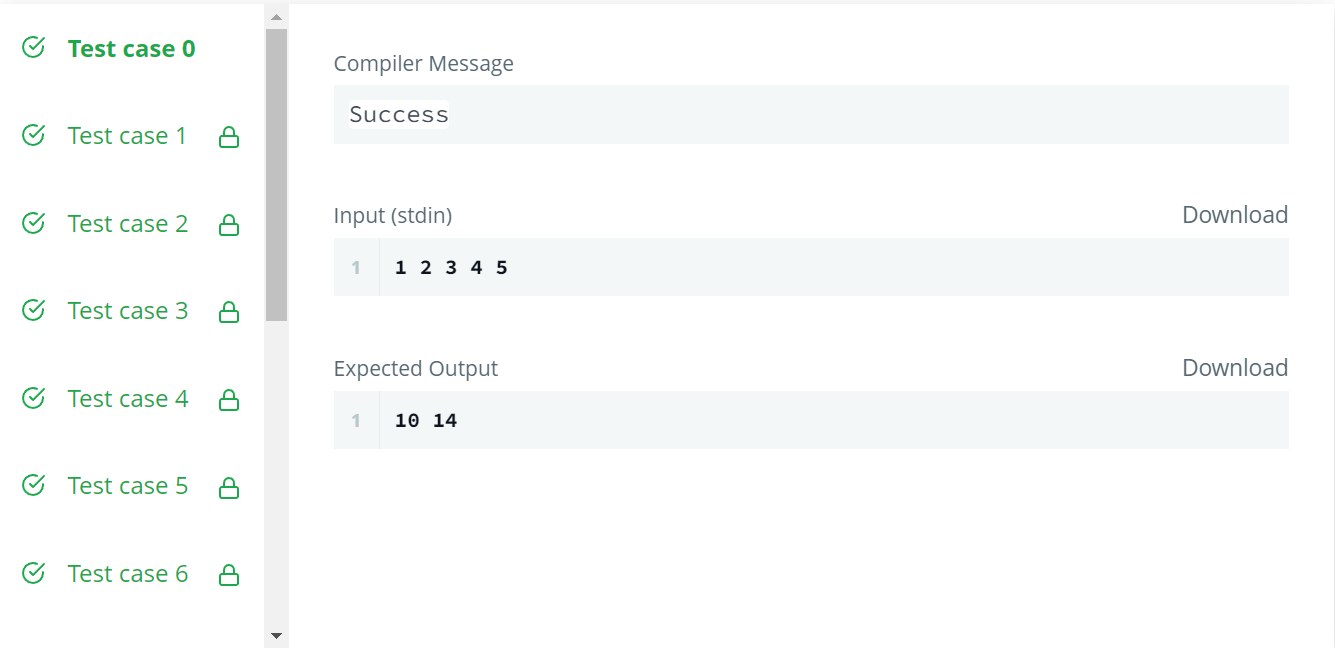 Test case 0
Test case 1
Test case 2
Test case 3
Test case 4
Test case 5
Test case 6
Compiler Message
Success
Input (stdin) Download
1 1 2 3 4 5
Expected Output Download
1 10 14